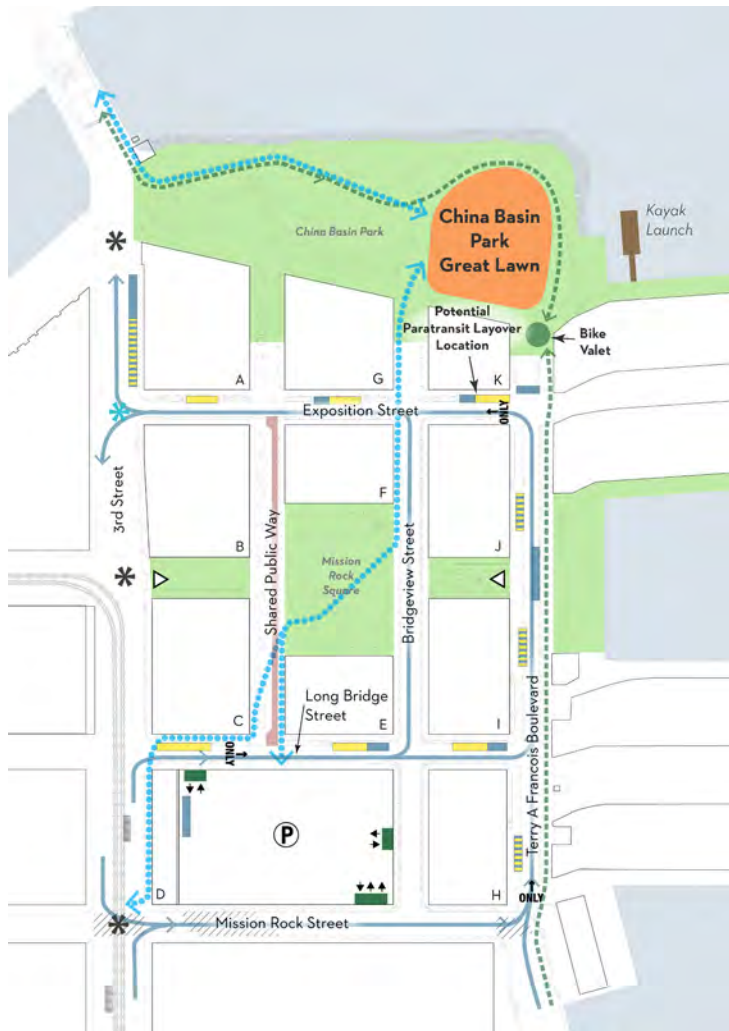 China Basin
Park
Great Lawn
Kayak
Launch
China Basin Park
Potential
Paratransit Layover
Location
Bike
Valet
A
G
K
Exposition Street
ONLY
3rd Street
F
B
J
Shared Public Way
Mission
Rock
Square
Bridgeview Street
Long Bridge
Street
C
E
I
ONLY
Terry A Francois Boulevard
P
D
H
ONLY
Mission Rock Street